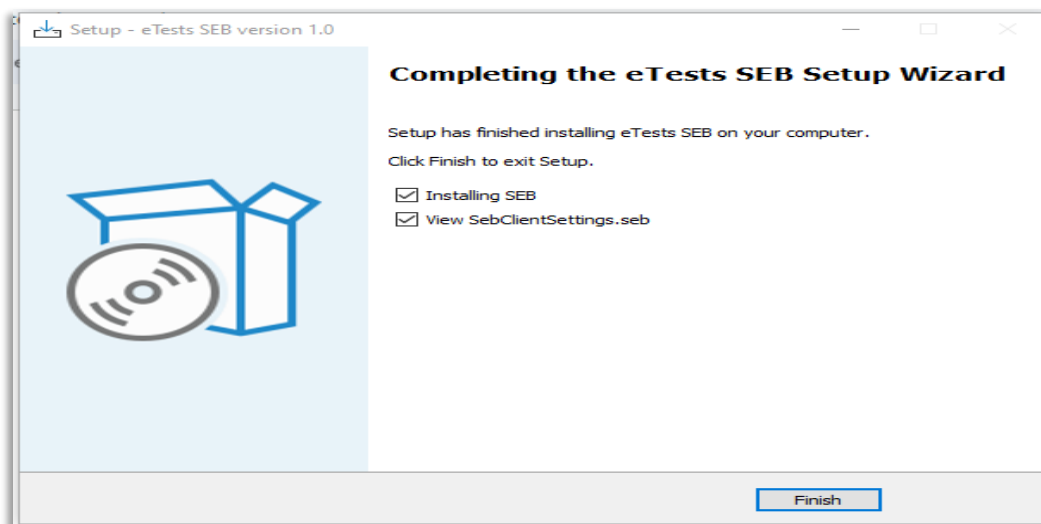 Setup - eTests SEB version 1.0
Completing the eTests SEB Setup Wizard
Setup has finished installing eTests SEB on your computer.
Click Finish to exit Setup.
Installing SEB
View SebClientSettings.seb
Finish